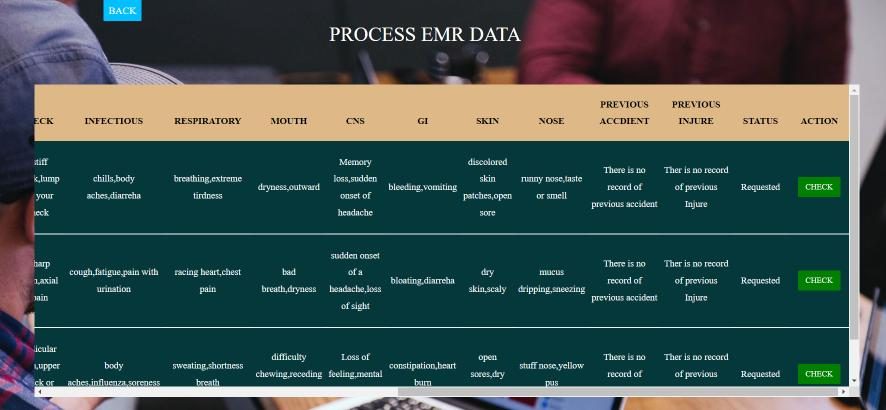 BACK
PROCESS EMR DATA
PREVIOUS PREVIOUS
ECK INFECTIOUS RESPIRATORY MOUTH CNS GI SKIN NOSE ACCDIENT INJURE STATUS ACTION
stiff
k,lump
your
neck
chills,body
aches,diarreha
breathing,extreme
tirdness
dryness,outward
Memory
loss,sudden
onset of
headache
bleeding,vomiting
discolored
skin
patches,open
sore
runny nose,taste
or smell
There is no
record of
previous accident
Ther is no record
of previous
Injure
Requested
CHECK
harp
n,axial
pain
cough,fatigue,pain with
urination
racing heart,chest
pain
bad
breath,dryness
sudden onset
of a
headache,loss
of sight
bloating,diarreha
dry
skin,scaly
mucus
dripping,sneezing
There is no
record of
previous accident
Ther is no record
of previous
Injure
Requested
CHECK
icular
n,upper
ck or
body
aches,influenza,soreness
sweating,shortness
breath
difficulty
chewing,receding
Loss of
feeling,mental
constipation,heart
burn
open
sores,dry
stuff nose,yellow
pus
There is no
record of
Ther is no record
of previous
Requested
CHECK